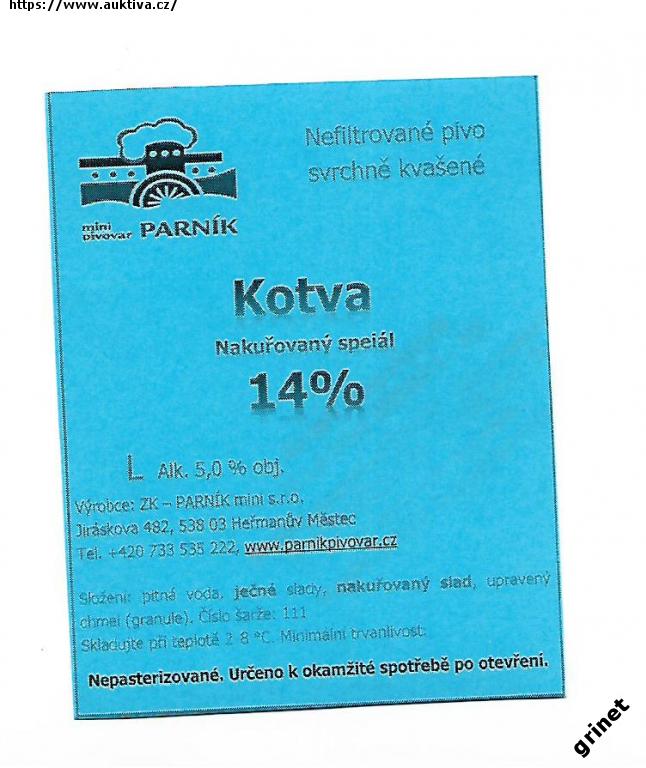 https://www.auktiva.cz/
Nefiltrované pivo
svrchně kvašené
mini
pivovar PARNÍK
Kotva
Nakuřovaný speiál
14%
L Alk. 5,0 % obj.
Výrobce: ZK – PARNÍK mini s.r.o.
Jiráskova 482, 538 03 Heřmanův Městec
Tel. +420 733 535 222, www.parnikpivovar.cz
Složení: pitná voda, ječné slady, nakuřovaný slad, upravený
chmel (granule). Číslo šarže: 111
Skladujte při teplotě 2 8 °C. Minimální trvanlivost:
Nepasterizované. Určeno k okamžité spotřebě po otevření.
grinet